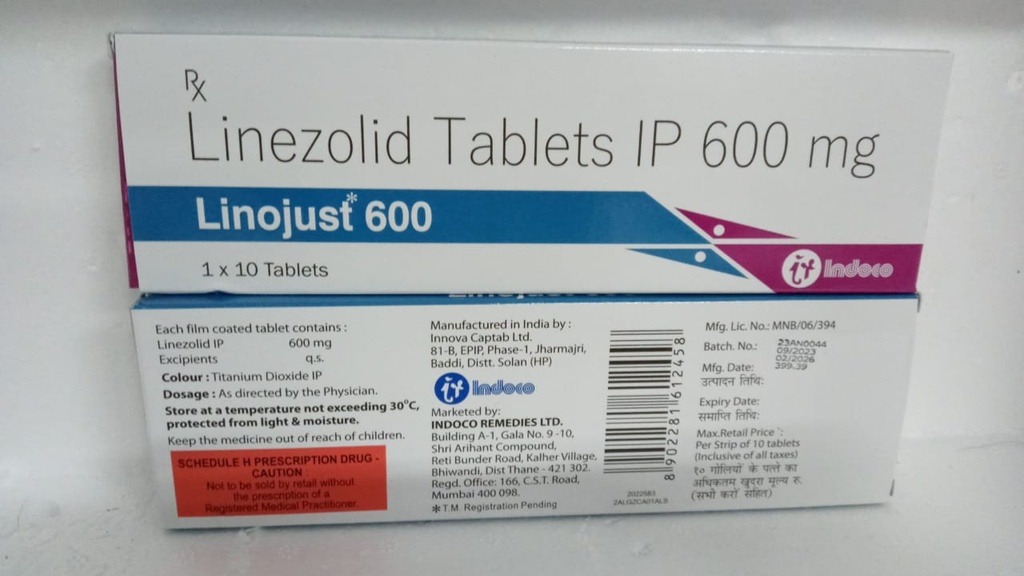 Rx
Linezolid Tablets IP 600 mg
Linojust* 600
1 x 10 Tablets
Indoco
Each film coated tablet contains :
Linezolid IP 600 mg
Excipients q.s.
Colour : Titanium Dioxide IP
Dosage : As directed by the Physician.
Store at a temperature not exceeding 30°C,
protected from light & moisture.
Keep the medicine out of reach of children.
SCHEDULE H PRESCRIPTION DRUG -
CAUTION
Not to be sold by retail without
the prescription of a
Registered Medical Practitioner.
Manufactured in India by :
Innova Captab Ltd.
81-B, EPIP, Phase-1, Jharmajri,
Baddi, Distt. Solan (HP)
Indoco
Marketed by:
INDOCO REMEDIES LTD.
Building A-1, Gala No. 9 -10,
Shri Arihant Compound,
Reti Bunder Road, Kalher Village,
Bhiwandi, Dist Thane - 421 302.
Regd. Office: 166, C.S.T. Road,
Mumbai 400 098.
* T.M. Registration Pending
8902281612458
2ALGZCA01ALS
Mfg. Lic. No.: MNB/06/394
Batch. No.: 23AN0044
09/2023
02/2026
399.39
Mfg. Date:
उत्पादन तिथि:
Expiry Date:
समाप्ति तिथि:
Max.Retail Price :
Per Strip of 10 tablets
(Inclusive of all taxes)
१० गोलियों के पत्ते का
अधिकतम खुदरा मूल्य रु.
(सभी करों सहित)